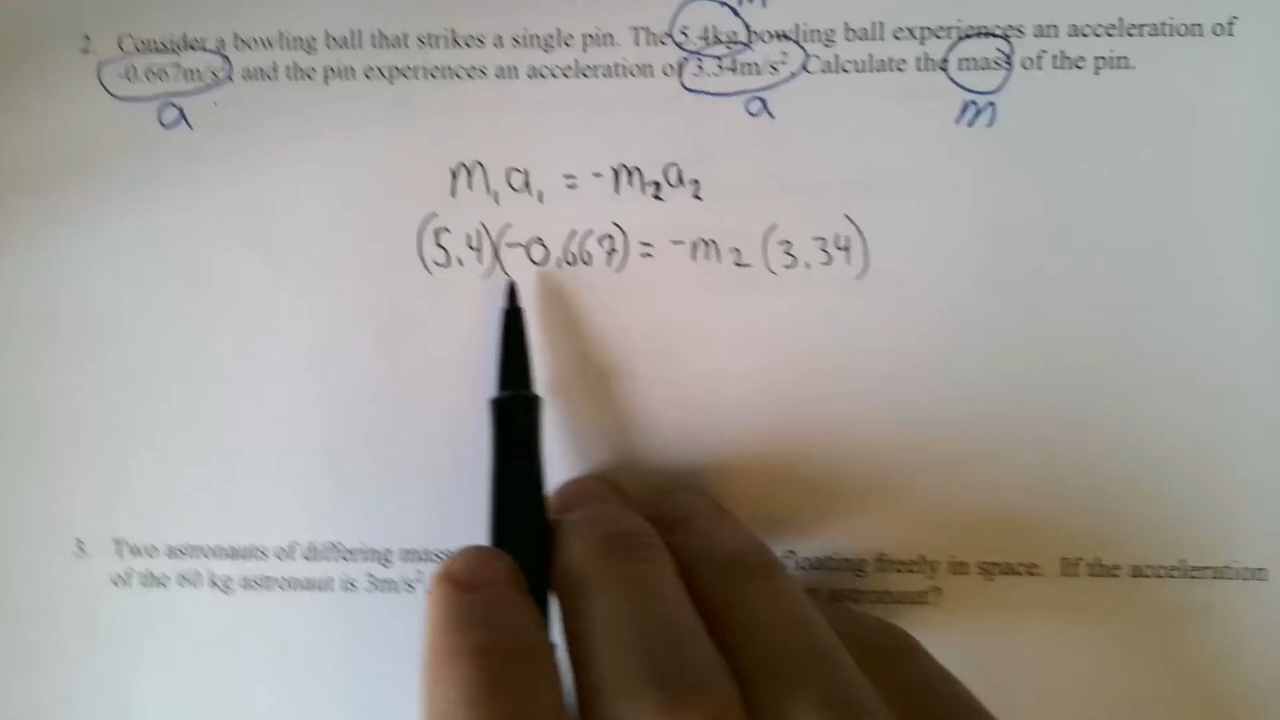 2. Consider a bowling ball that strikes a single pin. The 5.4kg bowling ball experiences an acceleration of
-0.667m/s² and the pin experiences an acceleration of 3.34m/s². Calculate the mass of the pin.
a a m
m₁a₁ = -m₂a₂
(5.4)(-0.667) = -m₂(3.34)
3. Two astronauts of differing mass floating freely in space. If the acceleration
of the 60 kg astronaut is 3m/s² astronaut?